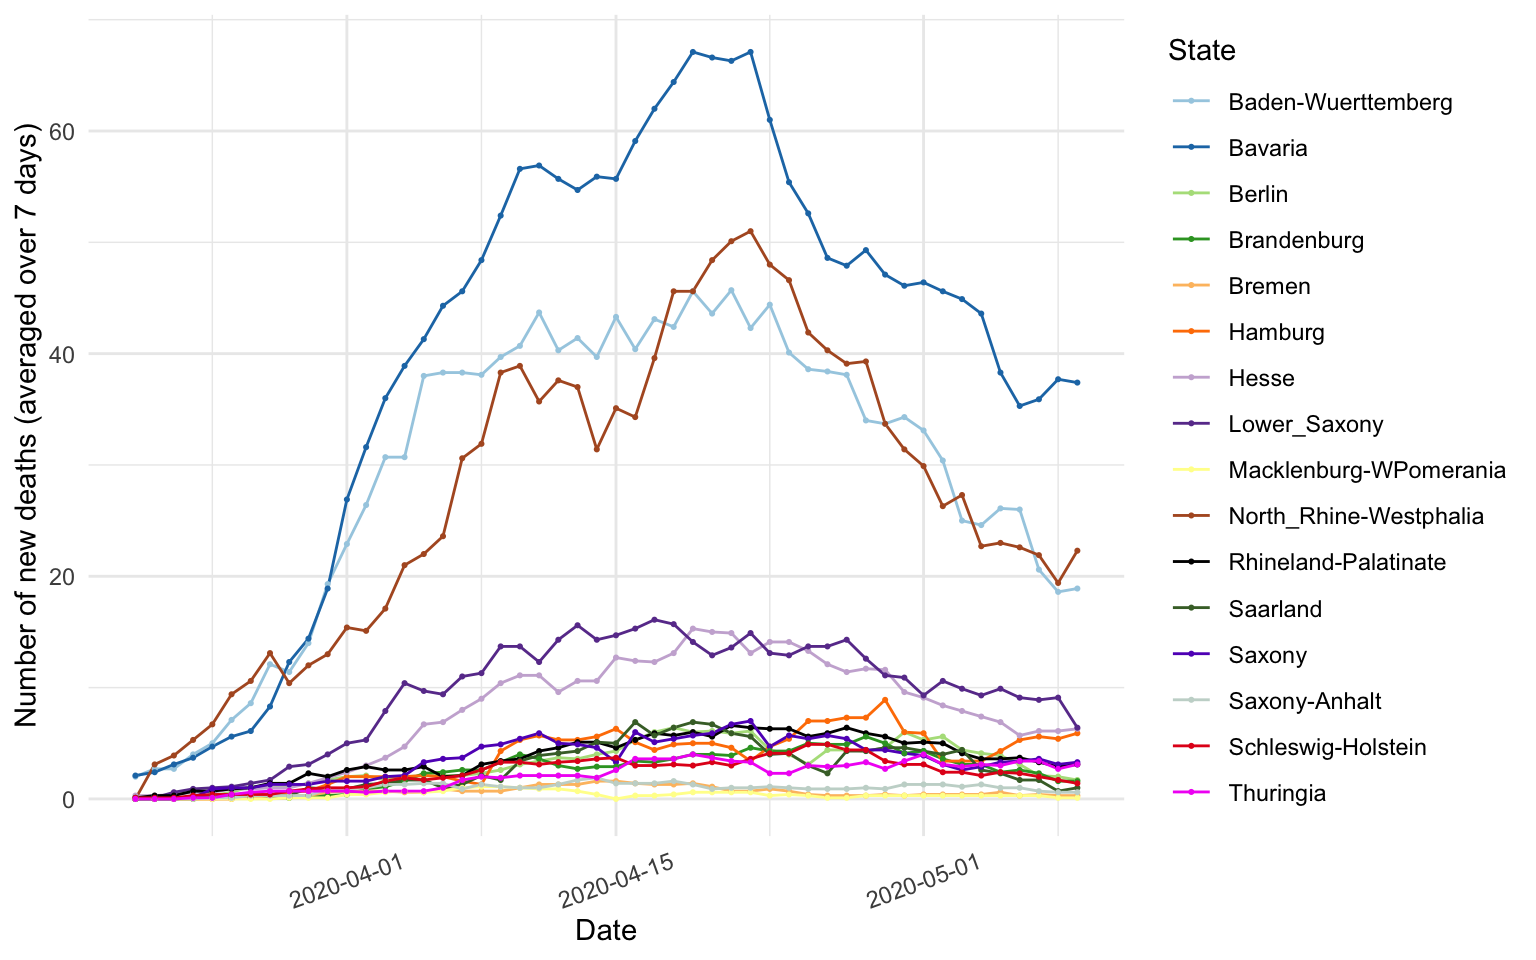 Number of new deaths (averaged over 7 days)
60
40
20
0
2020-04-01
2020-04-15
2020-05-01
Date
State
Baden-Wuerttemberg
Bavaria
Berlin
Brandenburg
Bremen
Hamburg
Hesse
Lower_Saxony
Macklenburg-WPomerania
North_Rhine-Westphalia
Rhineland-Palatinate
Saarland
Saxony
Saxony-Anhalt
Schleswig-Holstein
Thuringia